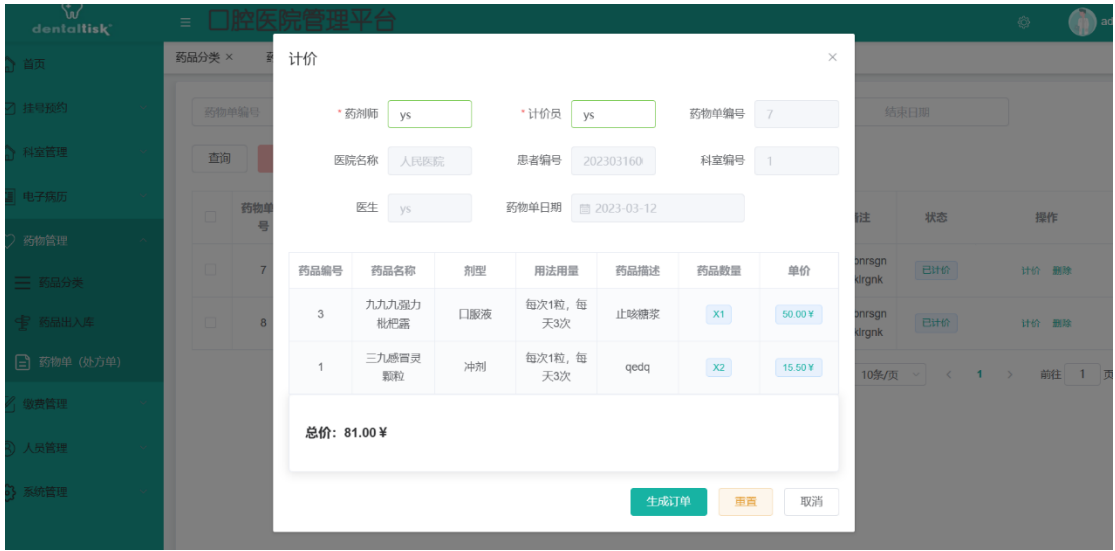 dentaltisk
口腔医院管理平台
ad
首页
挂号预约
科室管理
电子病历
药物管理
药品分类
药品出入库
药物单（处方单）
缴费管理
人员管理
系统管理
药品分类 ×
药物单编号
结束日期
查询
药物单
号
状态
操作
7
onrsgn
klrgnk
已计价
计价 删除
8
onrsgn
klrgnk
已计价
计价 删除
10条/页
1
前往 1 页
计价
* 药剂师 ys * 计价员 ys 药物单编号 7
医院名称 人民医院 患者编号 202303160 科室编号 1
医生 ys 药物单日期 2023-03-12
药品编号 药品名称 剂型 用法用量 药品描述 药品数量 单价
3 九九九强力枇杷露 口服液 每次1粒，每天3次 止咳糖浆 X1 50.00¥
1 三九感冒灵颗粒 冲剂 每次1粒，每天3次 qedq X2 15.50¥
总价：81.00¥
生成订单 重置 取消